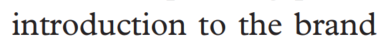 introduction to the brand